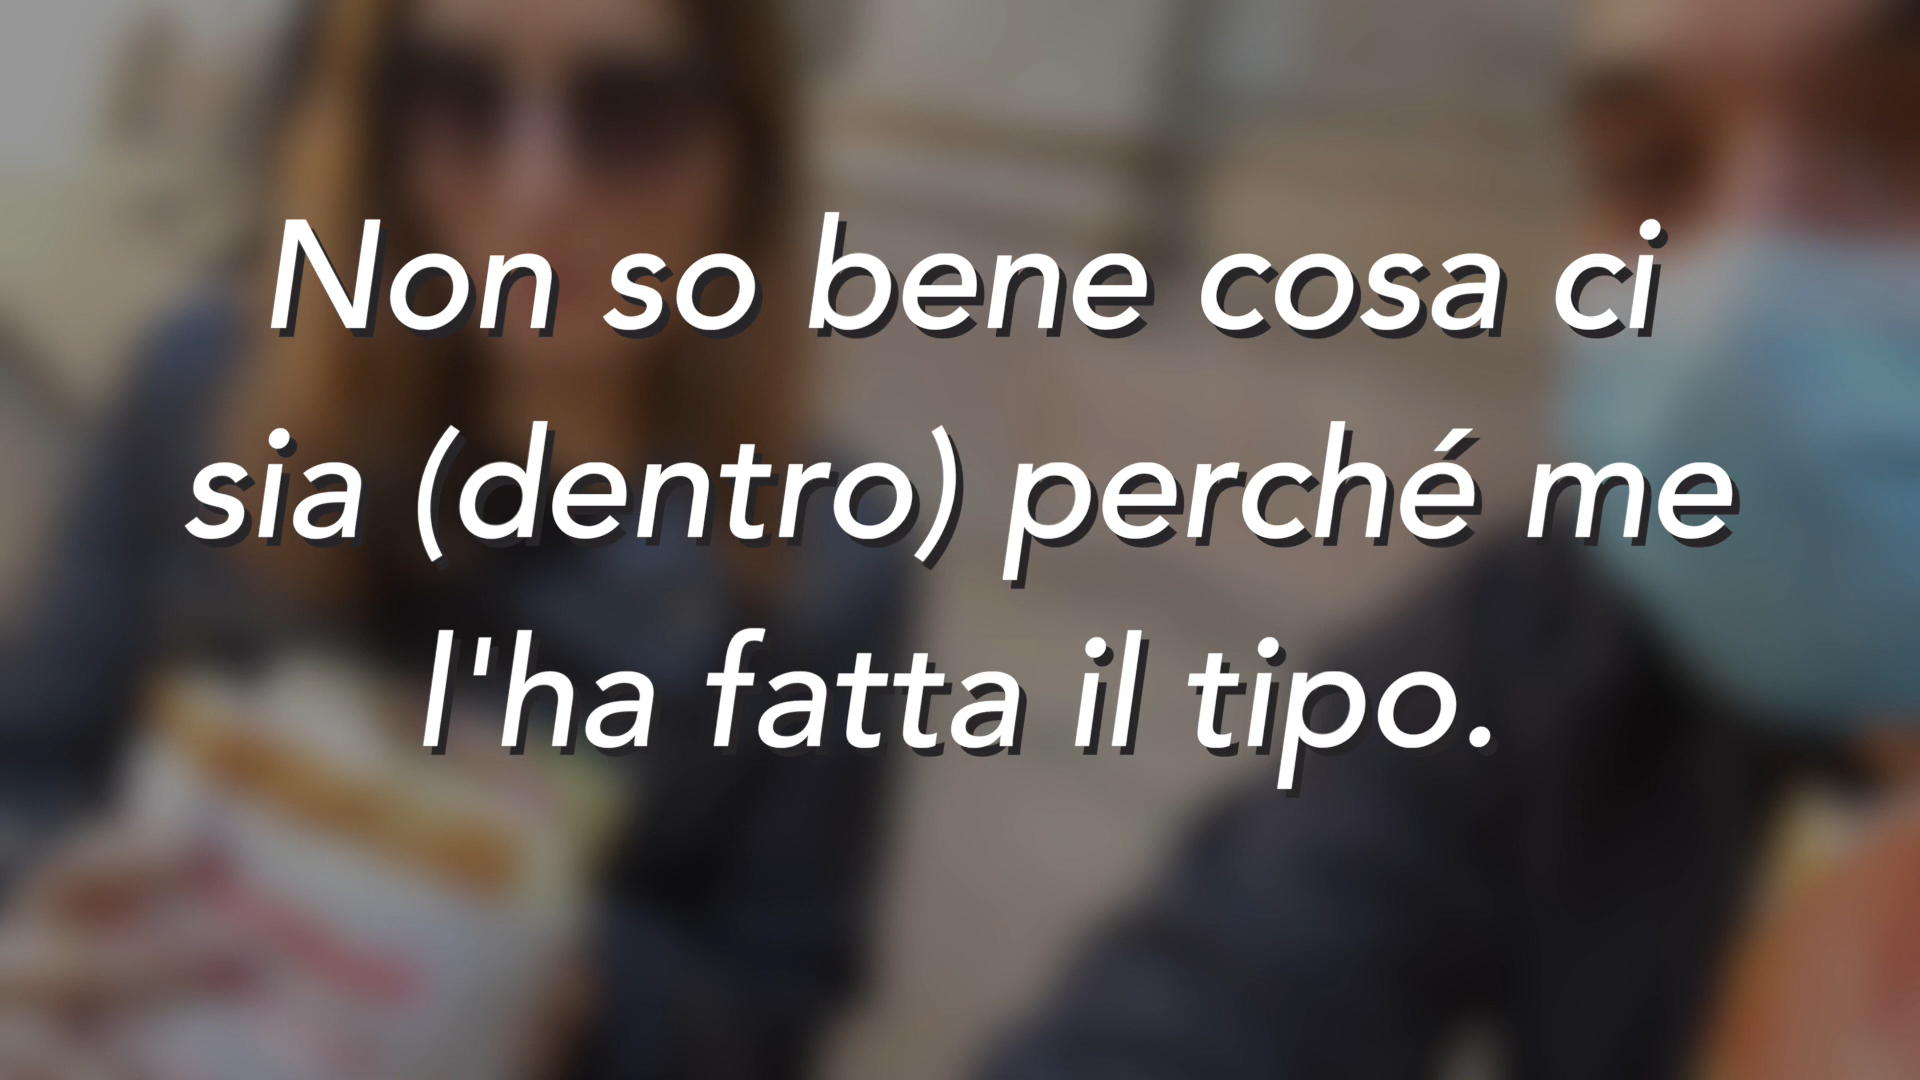 Non so bene cosa ci
sia (dentro) perché me
l'ha fatta il tipo.